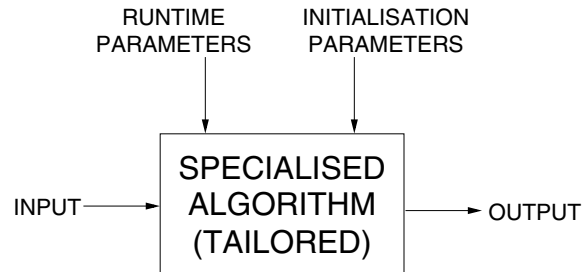 RUNTIME
PARAMETERS
INITIALISATION
PARAMETERS
INPUT
SPECIALISED
ALGORITHM
(TAILORED)
OUTPUT